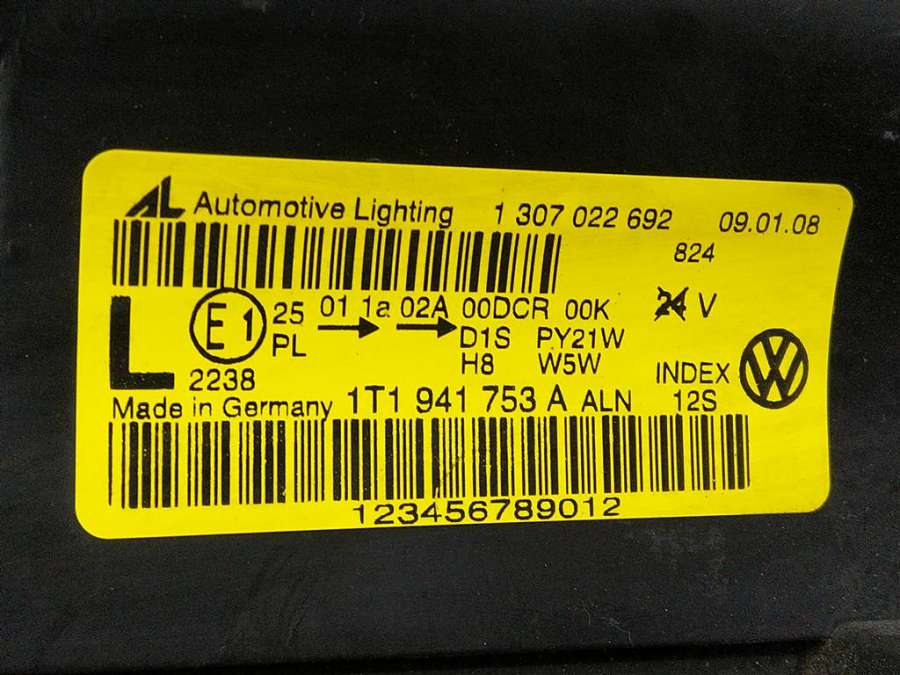 AL Automotive Lighting 1 307 022 692 09.01.08
824
L E1 25 01 1a 02A 00DCR 00K 24 V
PL D1S PY21W
H8 W5W INDEX
2238
Made in Germany 1T1 941 753 A ALN 12S
123456789012